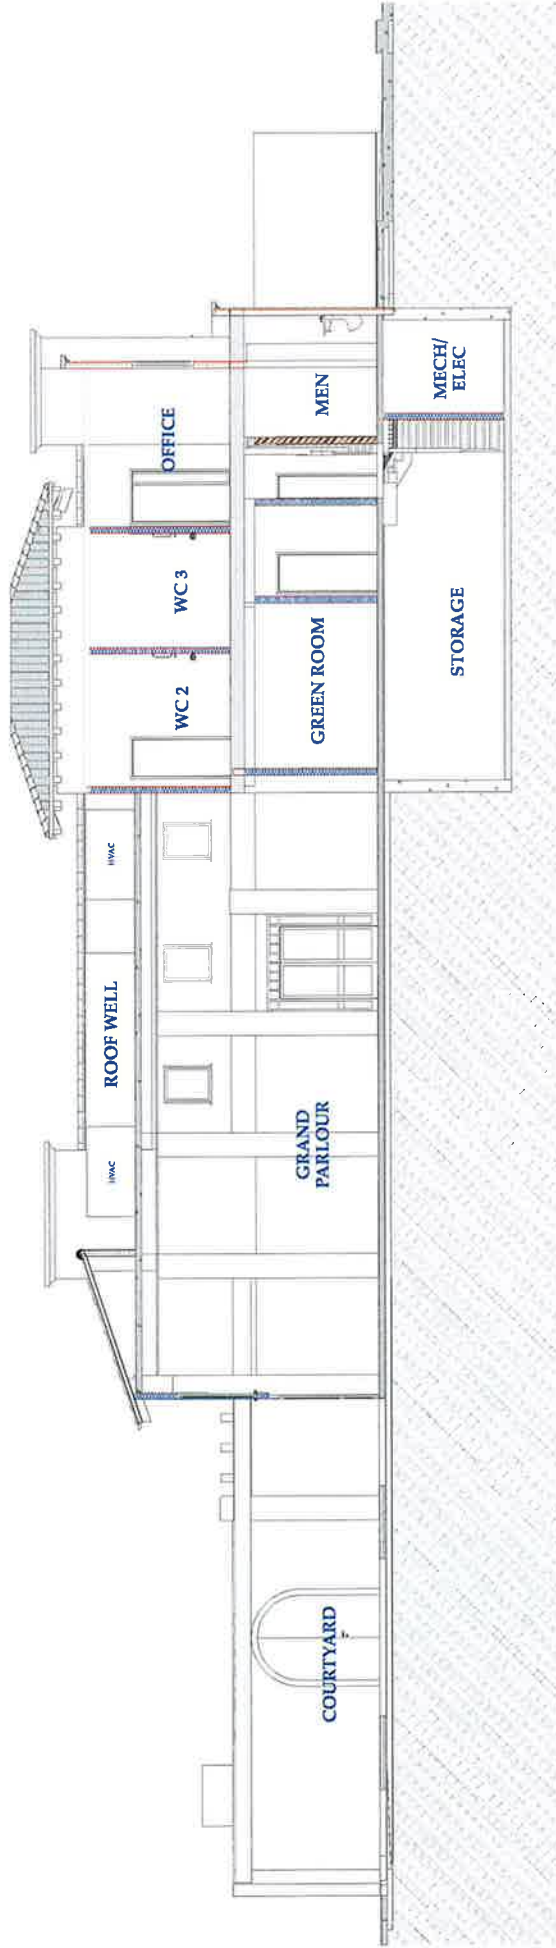 HVAC
ROOF WELL
HVAC
WC 2
WC 3
OFFICE
COURTYARD
GRAND
PARLOUR
GREEN ROOM
MEN
STORAGE
MECH/
ELEC